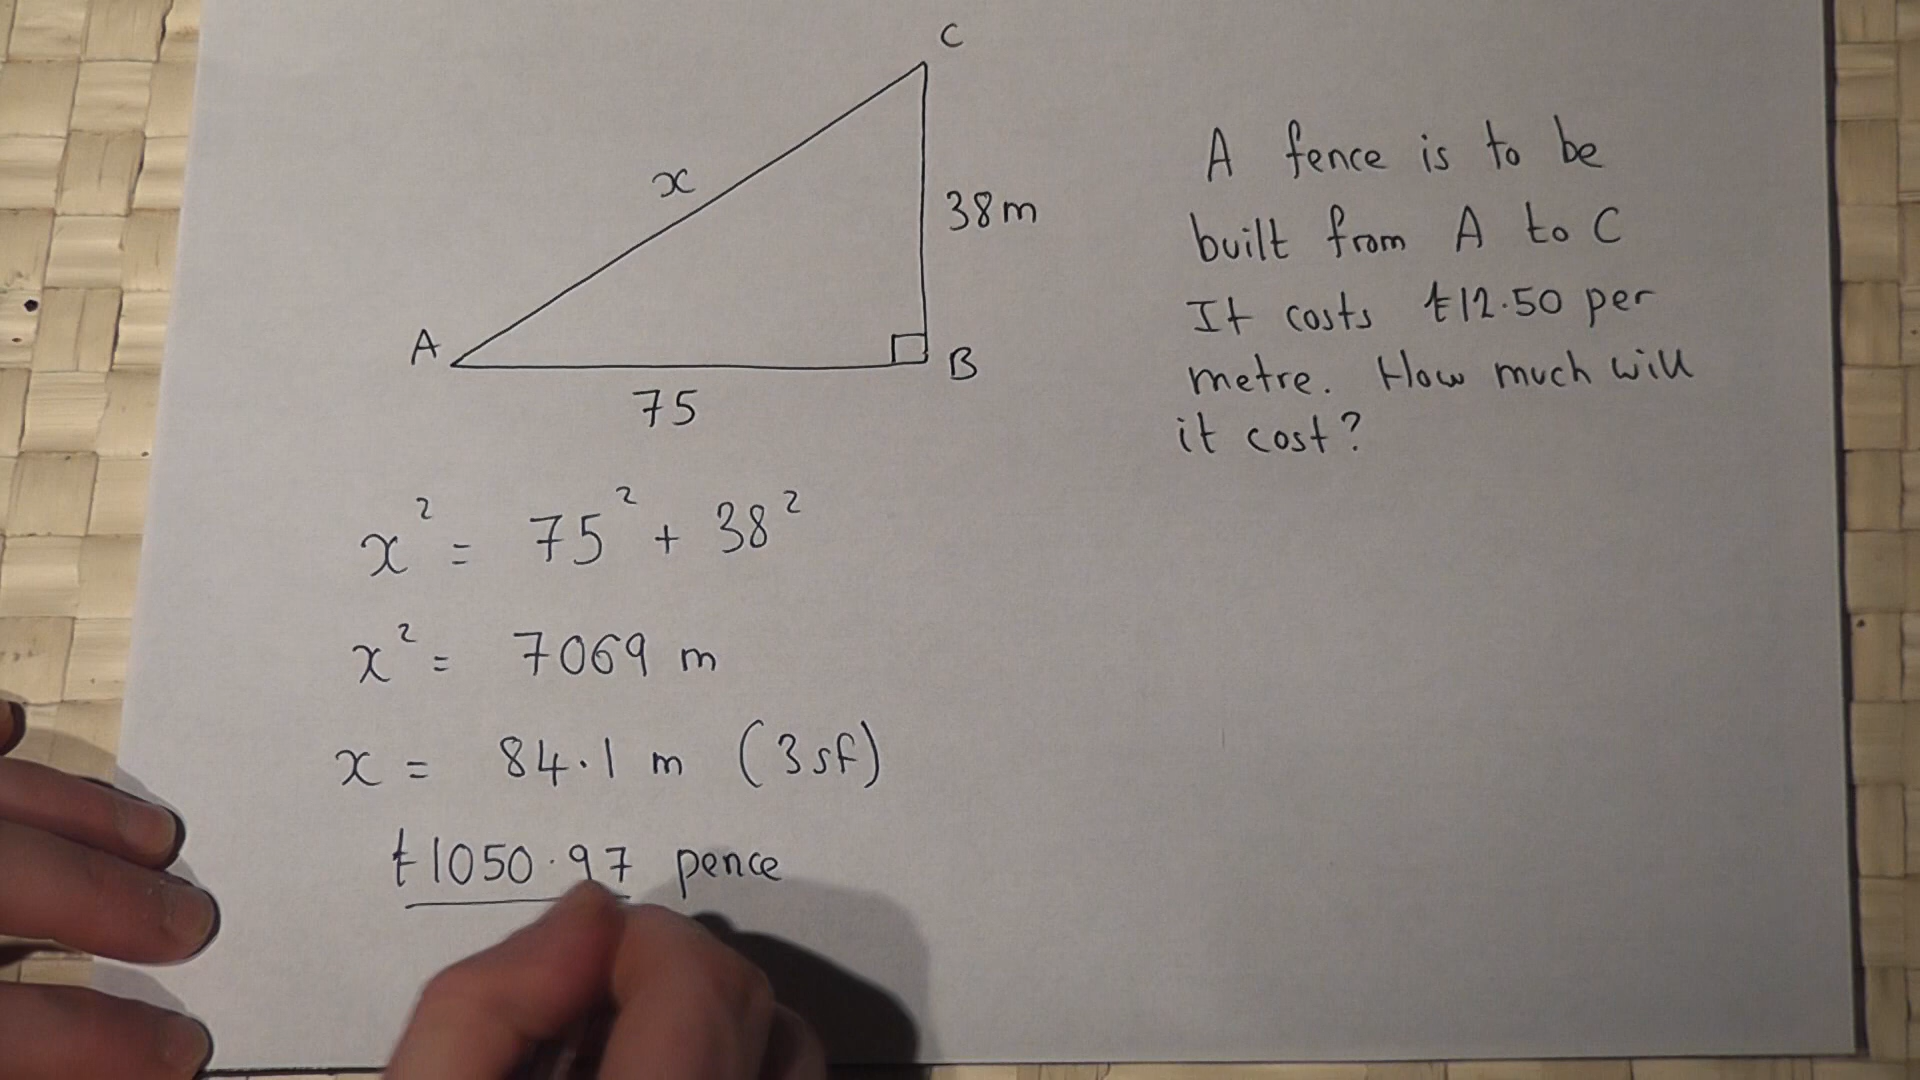 C
x
38m
A
B
75
A fence is to be
built from A to C
It costs £12.50 per
metre. How much will
it cost?
x² = 75² + 38²
x² = 7069 m
x = 84.1 m (3sf)
£1050.97 pence